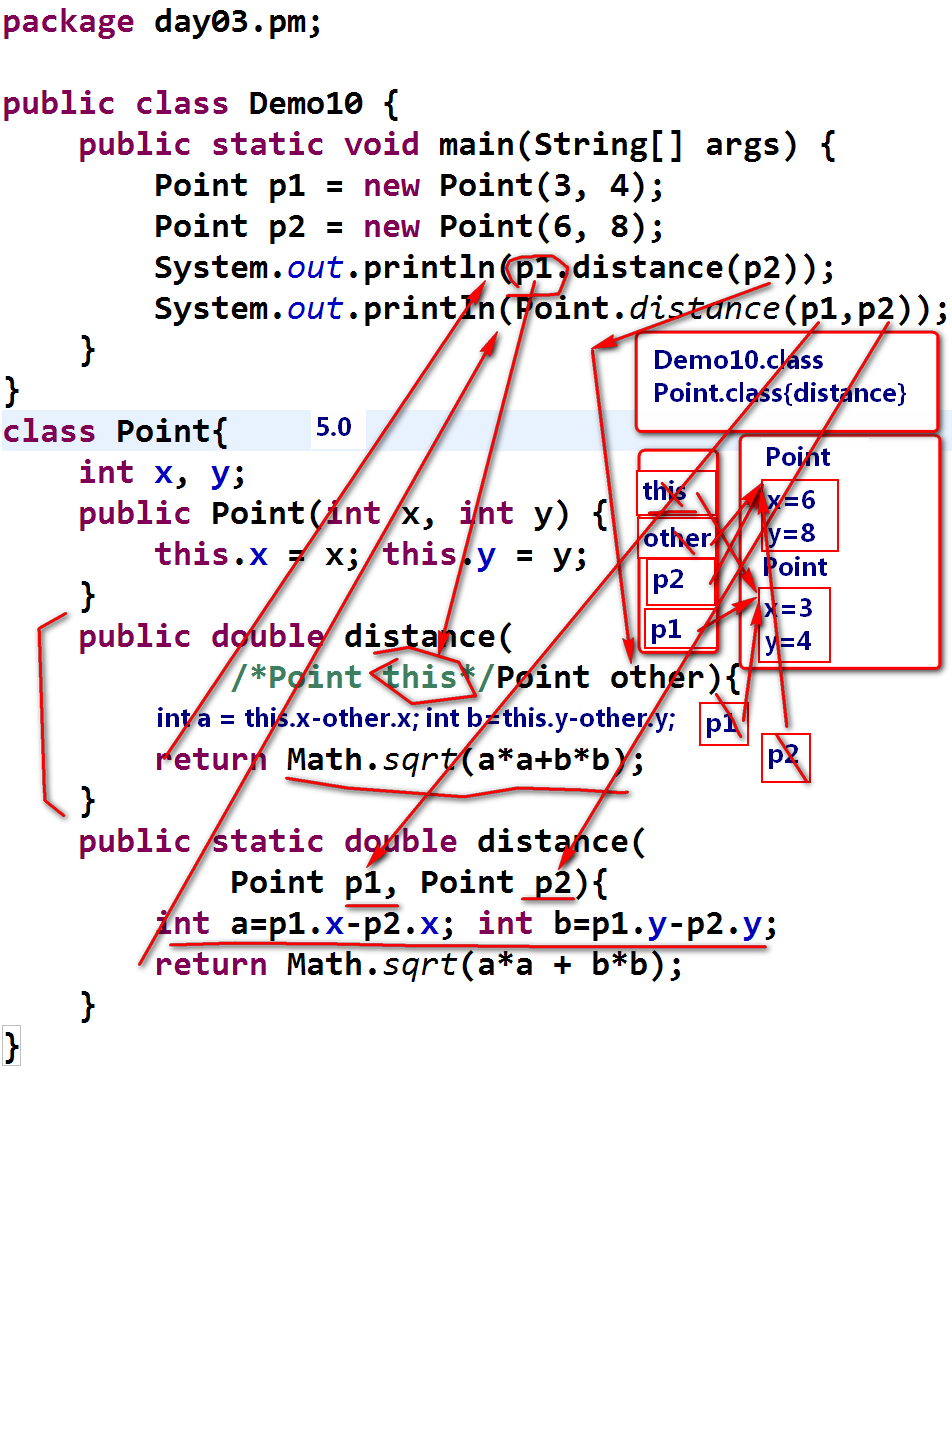 package day03.pm;
public class Demo10 {
    public static void main(String[] args) {
        Point p1 = new Point(3, 4);
        Point p2 = new Point(6, 8);
        System.out.println(p1.distance(p2));
        System.out.println(Point.distance(p1,p2));
    }
}
Demo10.class
Point.class{distance}
class Point{
5.0
    int x, y;
    public Point(int x, int y) {
        this.x = x; this.y = y;
    }
    public double distance(
            /*Point this*/Point other){
        int a = this.x-other.x; int b=this.y-other.y;
        return Math.sqrt(a*a+b*b);
    }
    public static double distance(
            Point p1, Point p2){
        int a=p1.x-p2.x; int b=p1.y-p2.y;
        return Math.sqrt(a*a + b*b);
    }
}
this
other
p2
p1
Point
x=6
y=8
Point
x=3
y=4
p1
p2